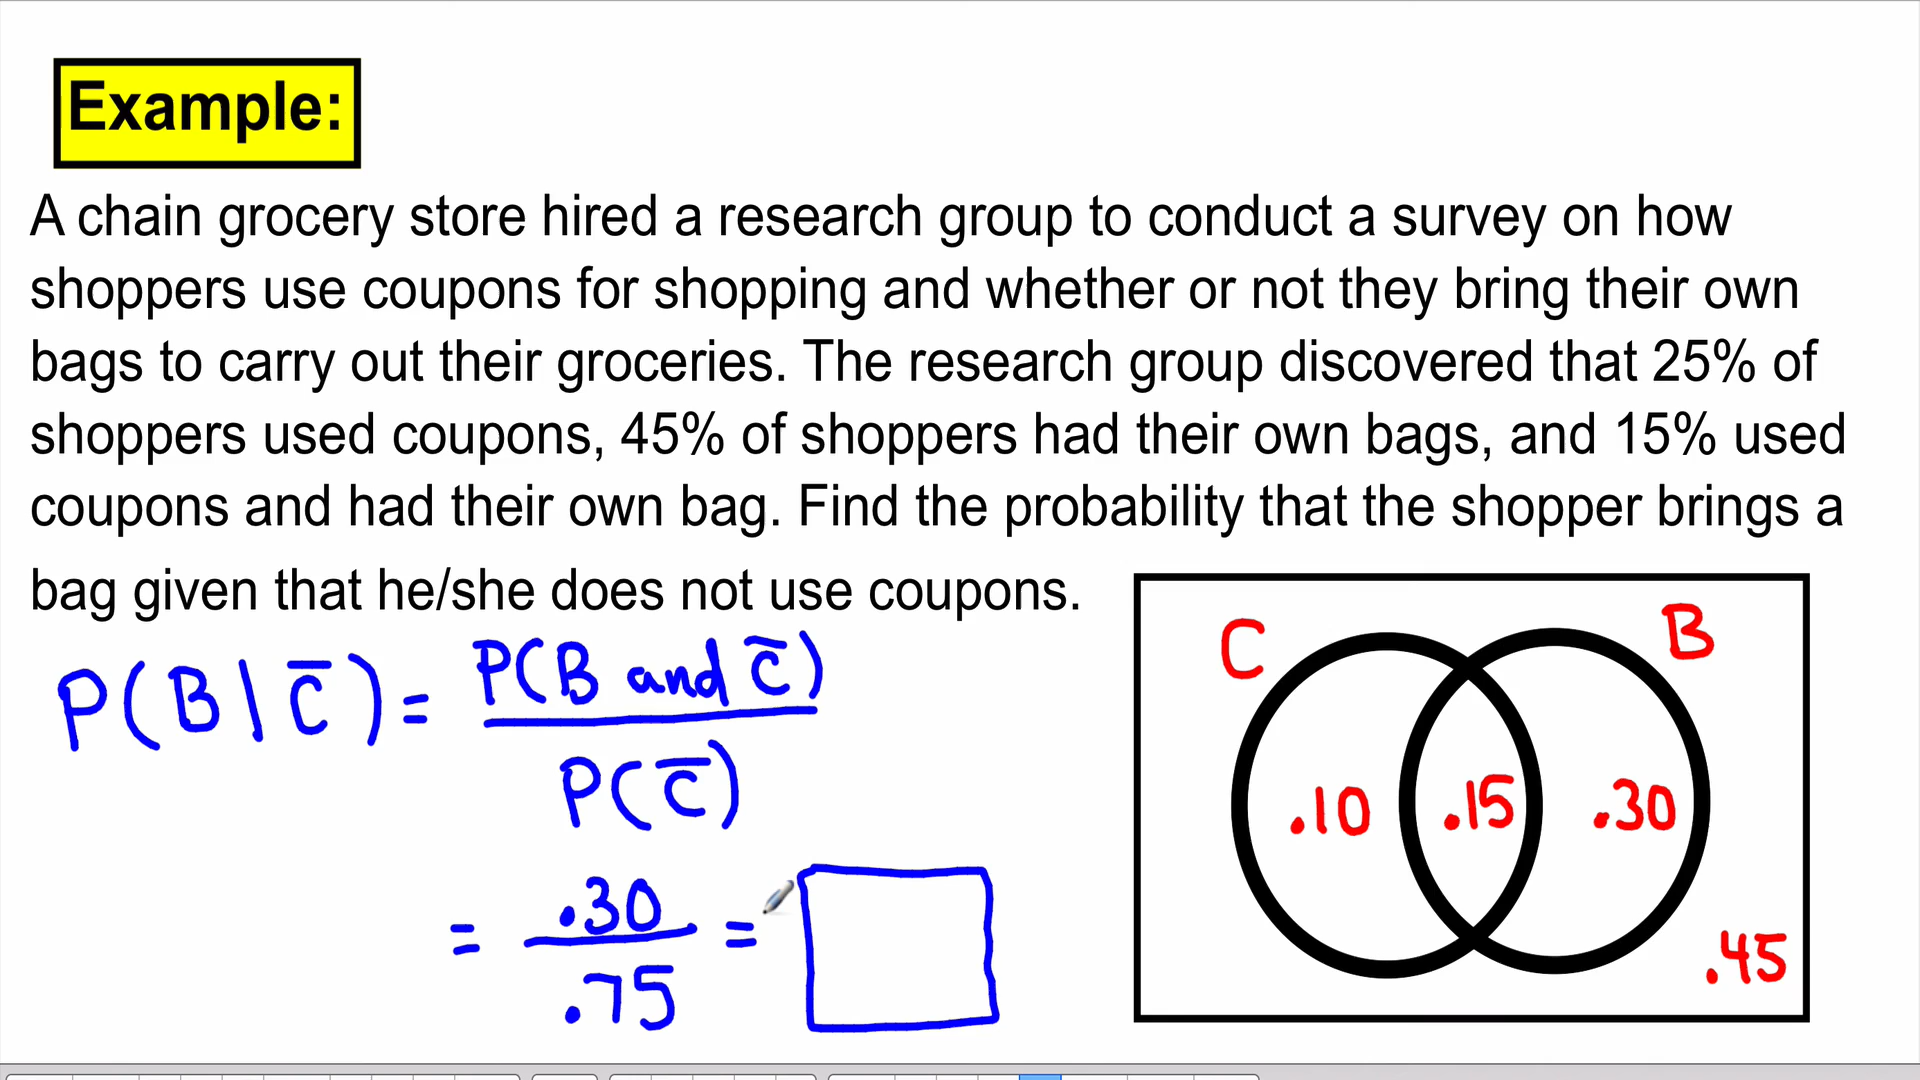 Example:
A chain grocery store hired a research group to conduct a survey on how
shoppers use coupons for shopping and whether or not they bring their own
bags to carry out their groceries. The research group discovered that 25% of
shoppers used coupons, 45% of shoppers had their own bags, and 15% used
coupons and had their own bag. Find the probability that the shopper brings a
bag given that he/she does not use coupons.
P(B|C̅) = P(B and C̅)
P(C̅)
= .30 =
.75
C B
.10 .15 .30
.45